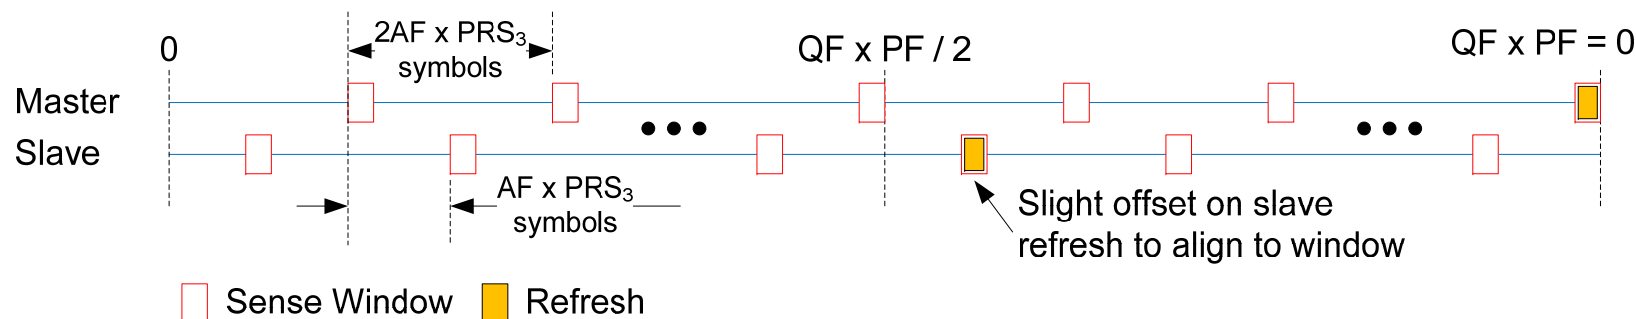 0
2AF x PRS₃
symbols
QF x PF / 2
QF x PF = 0
Master
Slave
AF x PRS₃
symbols
Slight offset on slave
refresh to align to window
Sense Window
Refresh